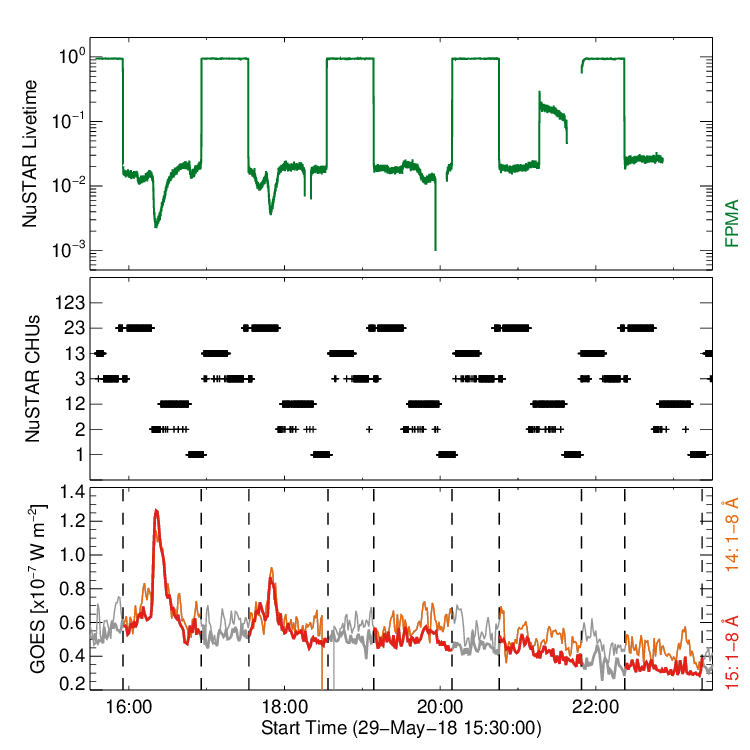 NuSTAR Livetime
10⁰
10⁻¹
10⁻²
10⁻³
FPMA
NuSTAR CHUs
123
23
13
3
12
2
1
GOES [x10⁻⁷ W m⁻²]
1.4
1.2
1.0
0.8
0.6
0.4
0.2
14: 1−8 Å
15: 1−8 Å
16:00 18:00 20:00 22:00
Start Time (29−May−18 15:30:00)